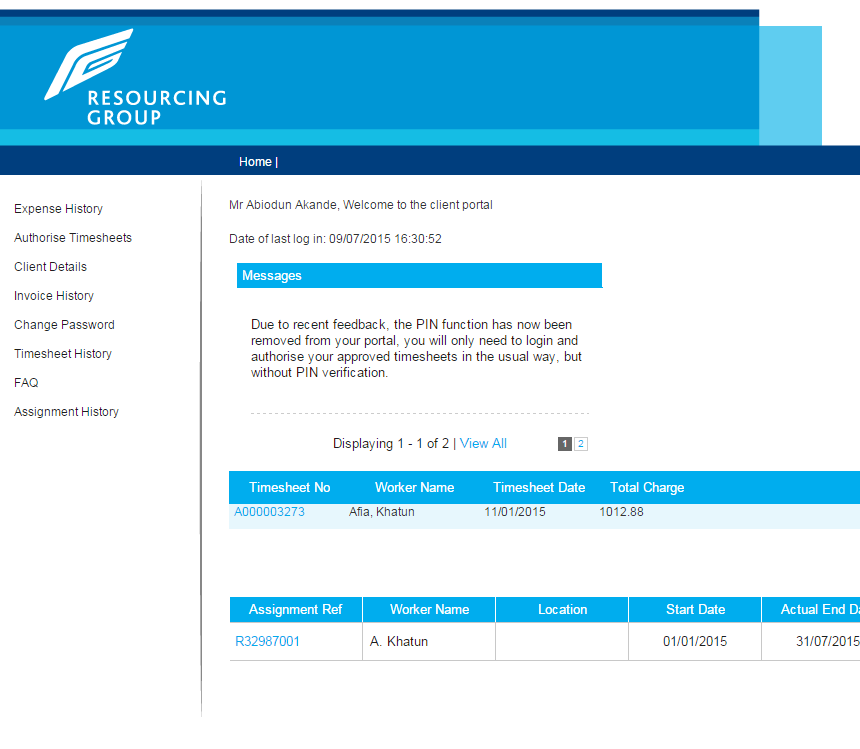 RESOURCING
GROUP
Home |
Expense History
Authorise Timesheets
Client Details
Invoice History
Change Password
Timesheet History
FAQ
Assignment History
Mr Abiodun Akande, Welcome to the client portal
Date of last log in: 09/07/2015 16:30:52
Messages
Due to recent feedback, the PIN function has now been
removed from your portal, you will only need to login and
authorise your approved timesheets in the usual way, but
without PIN verification.
Displaying 1 - 1 of 2 | View All 1 2
Timesheet No Worker Name Timesheet Date Total Charge
A000003273 Afia, Khatun 11/01/2015 1012.88
Assignment Ref Worker Name Location Start Date Actual End Da
R32987001 A. Khatun 01/01/2015 31/07/2015